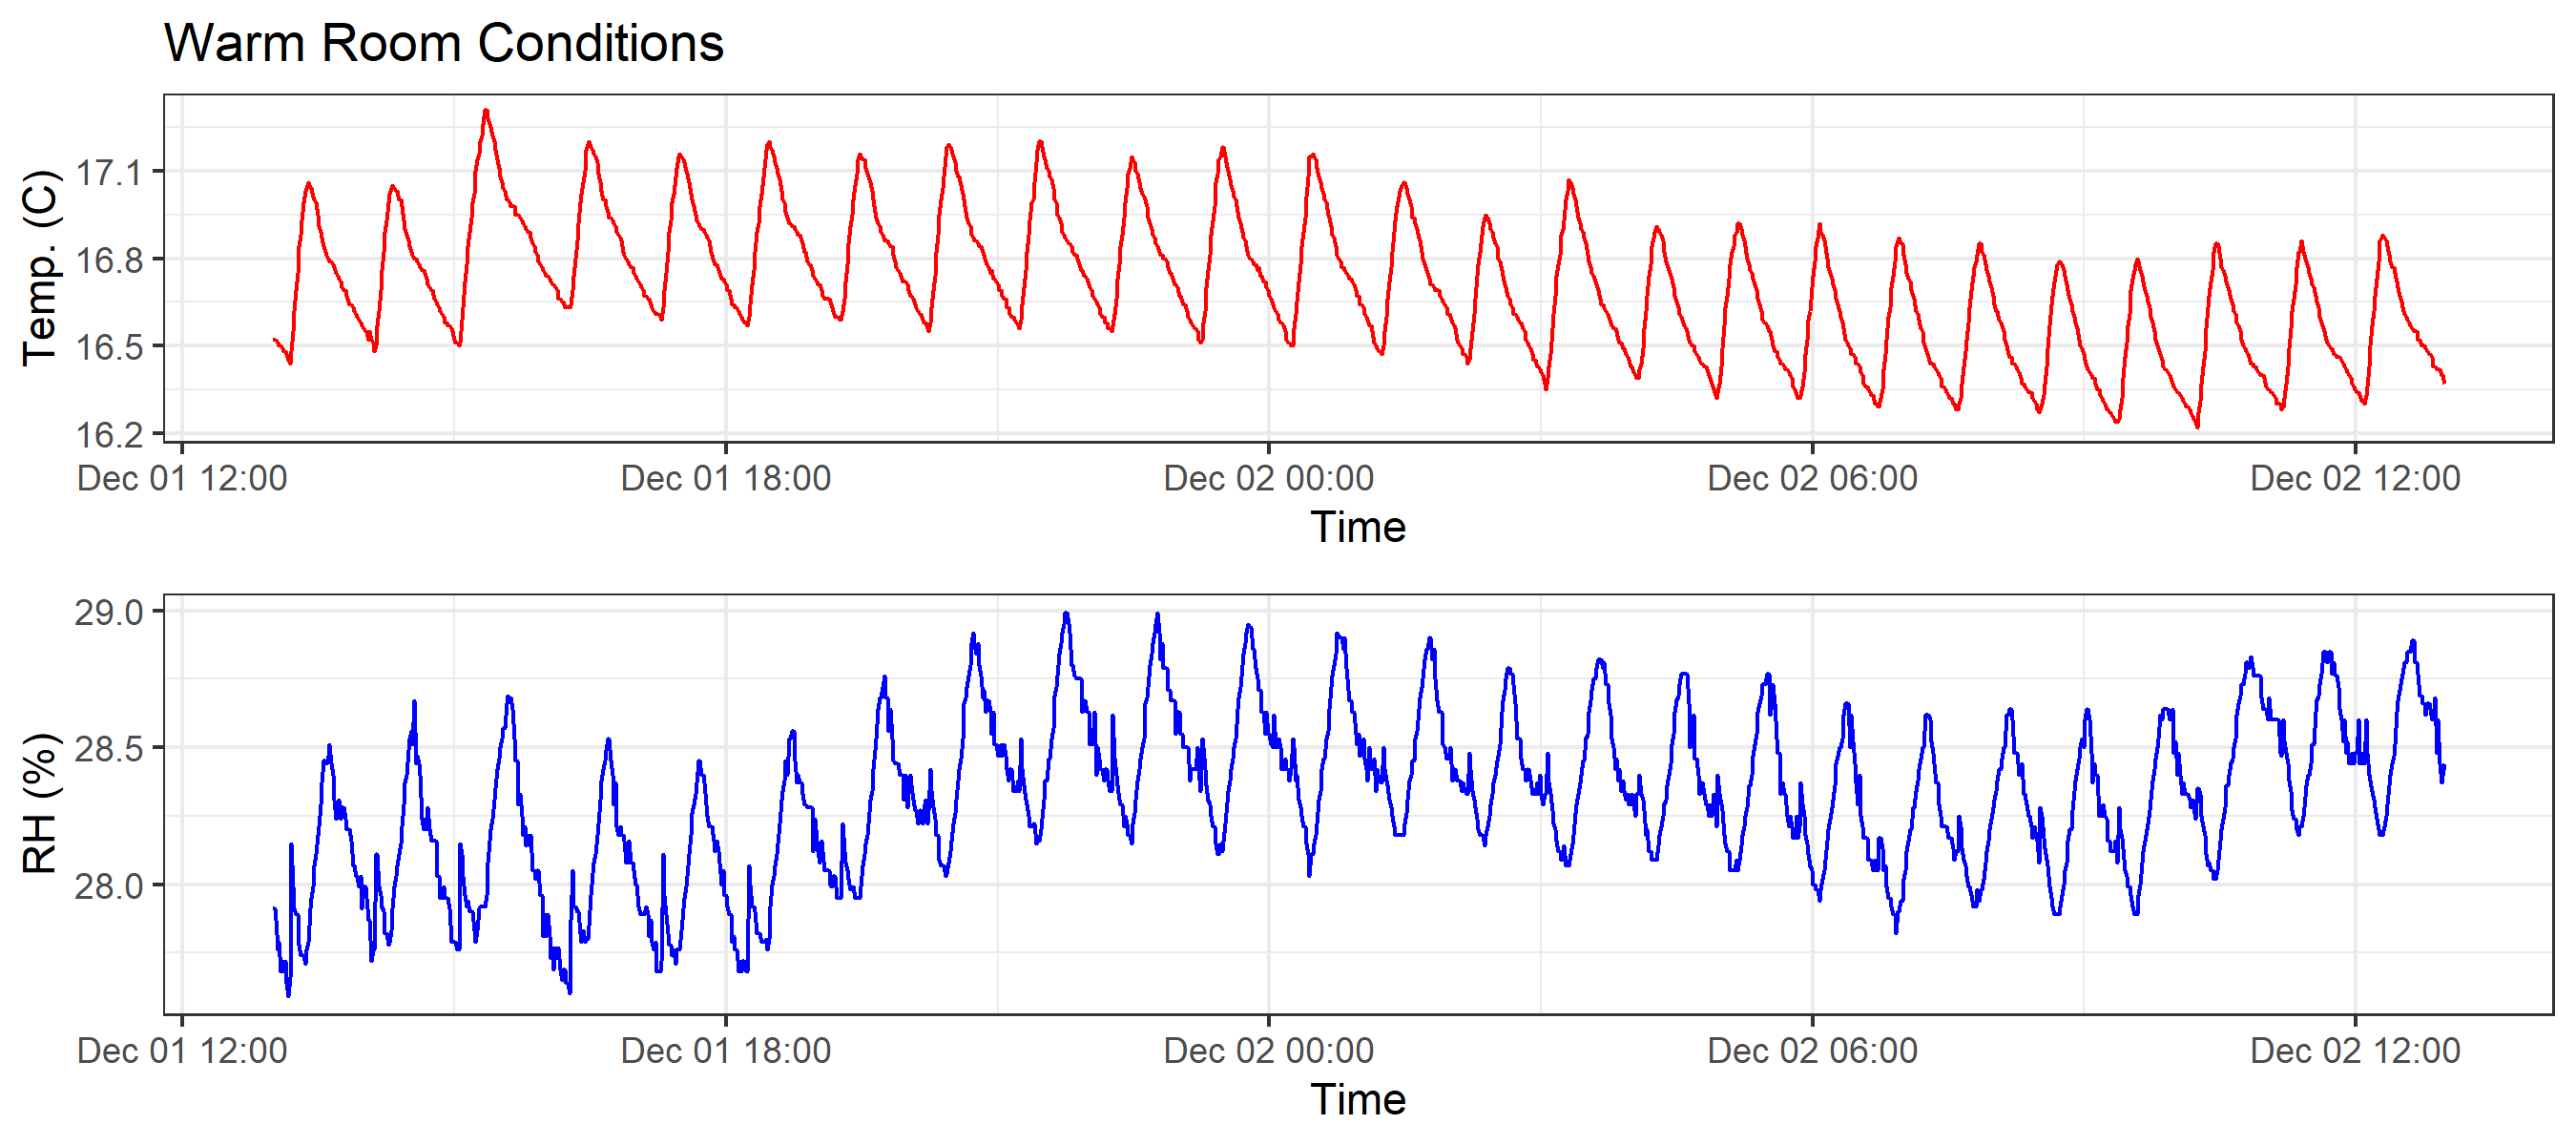 Warm Room Conditions
Temp. (C)
17.1
16.8
16.5
16.2
Dec 01 12:00 Dec 01 18:00 Dec 02 00:00 Dec 02 06:00 Dec 02 12:00
Time
RH (%)
29.0
28.5
28.0
Dec 01 12:00 Dec 01 18:00 Dec 02 00:00 Dec 02 06:00 Dec 02 12:00
Time